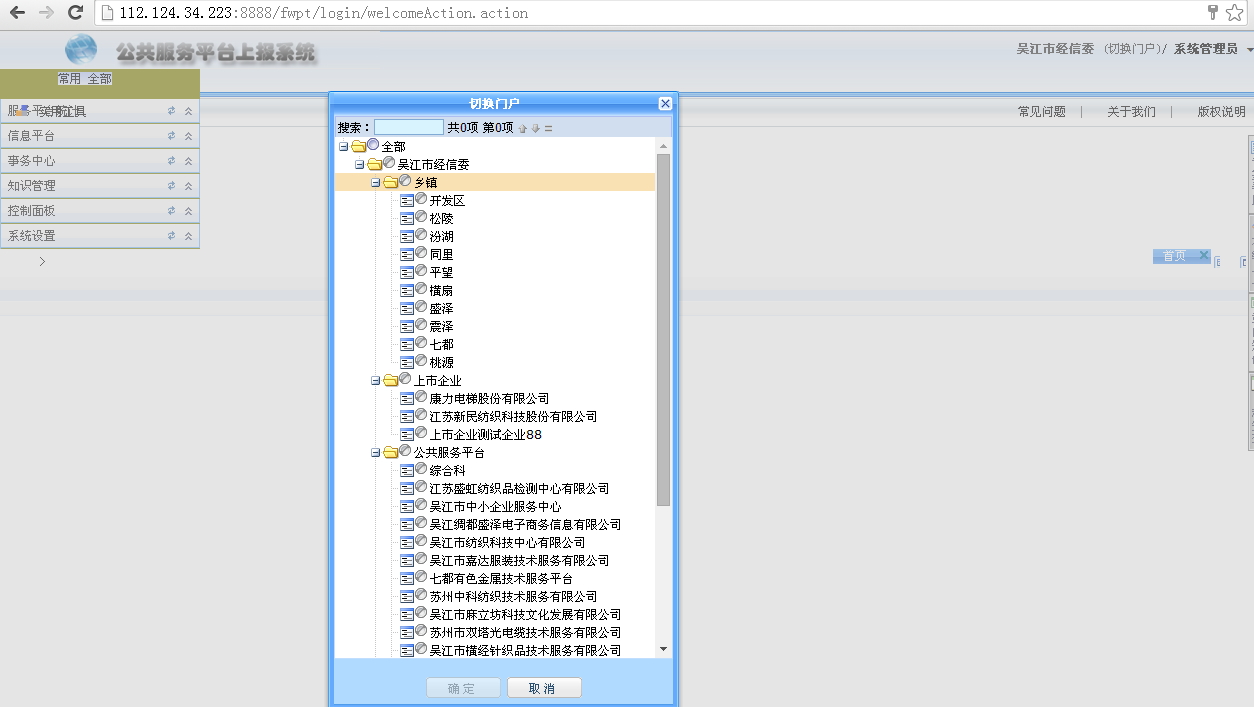 112.124.34.223:8888/fwpt/login/welcomeAction.action
公共服务平台上报系统
吴江市经信委 (切换门户)/ 系统管理员
常用 全部
信息平台
事务中心
知识管理
控制面板
系统设置
常见问题 | 关于我们 | 版权说明
首页
切换门户
搜索： 共0项 第0项
全部
吴江市经信委
乡镇
开发区
松陵
汾湖
同里
平望
横扇
盛泽
震泽
七都
桃源
上市企业
康力电梯股份有限公司
江苏新民纺织科技股份有限公司
上市企业测试企业88
公共服务平台
综合科
江苏盛虹纺织品检测中心有限公司
吴江市中小企业服务中心
吴江绸都盛泽电子商务信息有限公司
吴江市纺织科技中心有限公司
吴江市嘉达服装技术服务有限公司
七都有色金属技术服务平台
苏州中科纺织技术服务有限公司
吴江市麻立坊科技文化发展有限公司
苏州市双塔光电缆技术服务有限公司
吴江市横经针织品技术服务有限公司
确定 取消